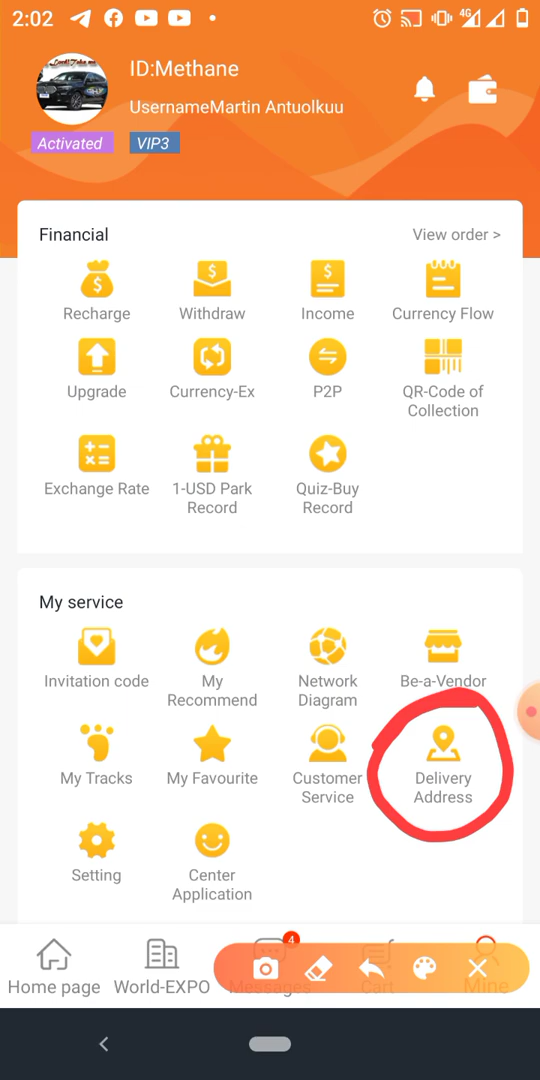 2:02
4G
ID:Methane
UsernameMartin Antuolkuu
Activated
VIP3
Financial
View order >
Recharge
Withdraw
Income
Currency Flow
Upgrade
Currency-Ex
P2P
QR-Code of
Collection
Exchange Rate
1-USD Park
Record
Quiz-Buy
Record
My service
Invitation code
My
Recommend
Network
Diagram
Be-a-Vendor
My Tracks
My Favourite
Customer
Service
Delivery
Address
Setting
Center
Application
4
Home page
World-EXPO
Messages
Cart
Mine